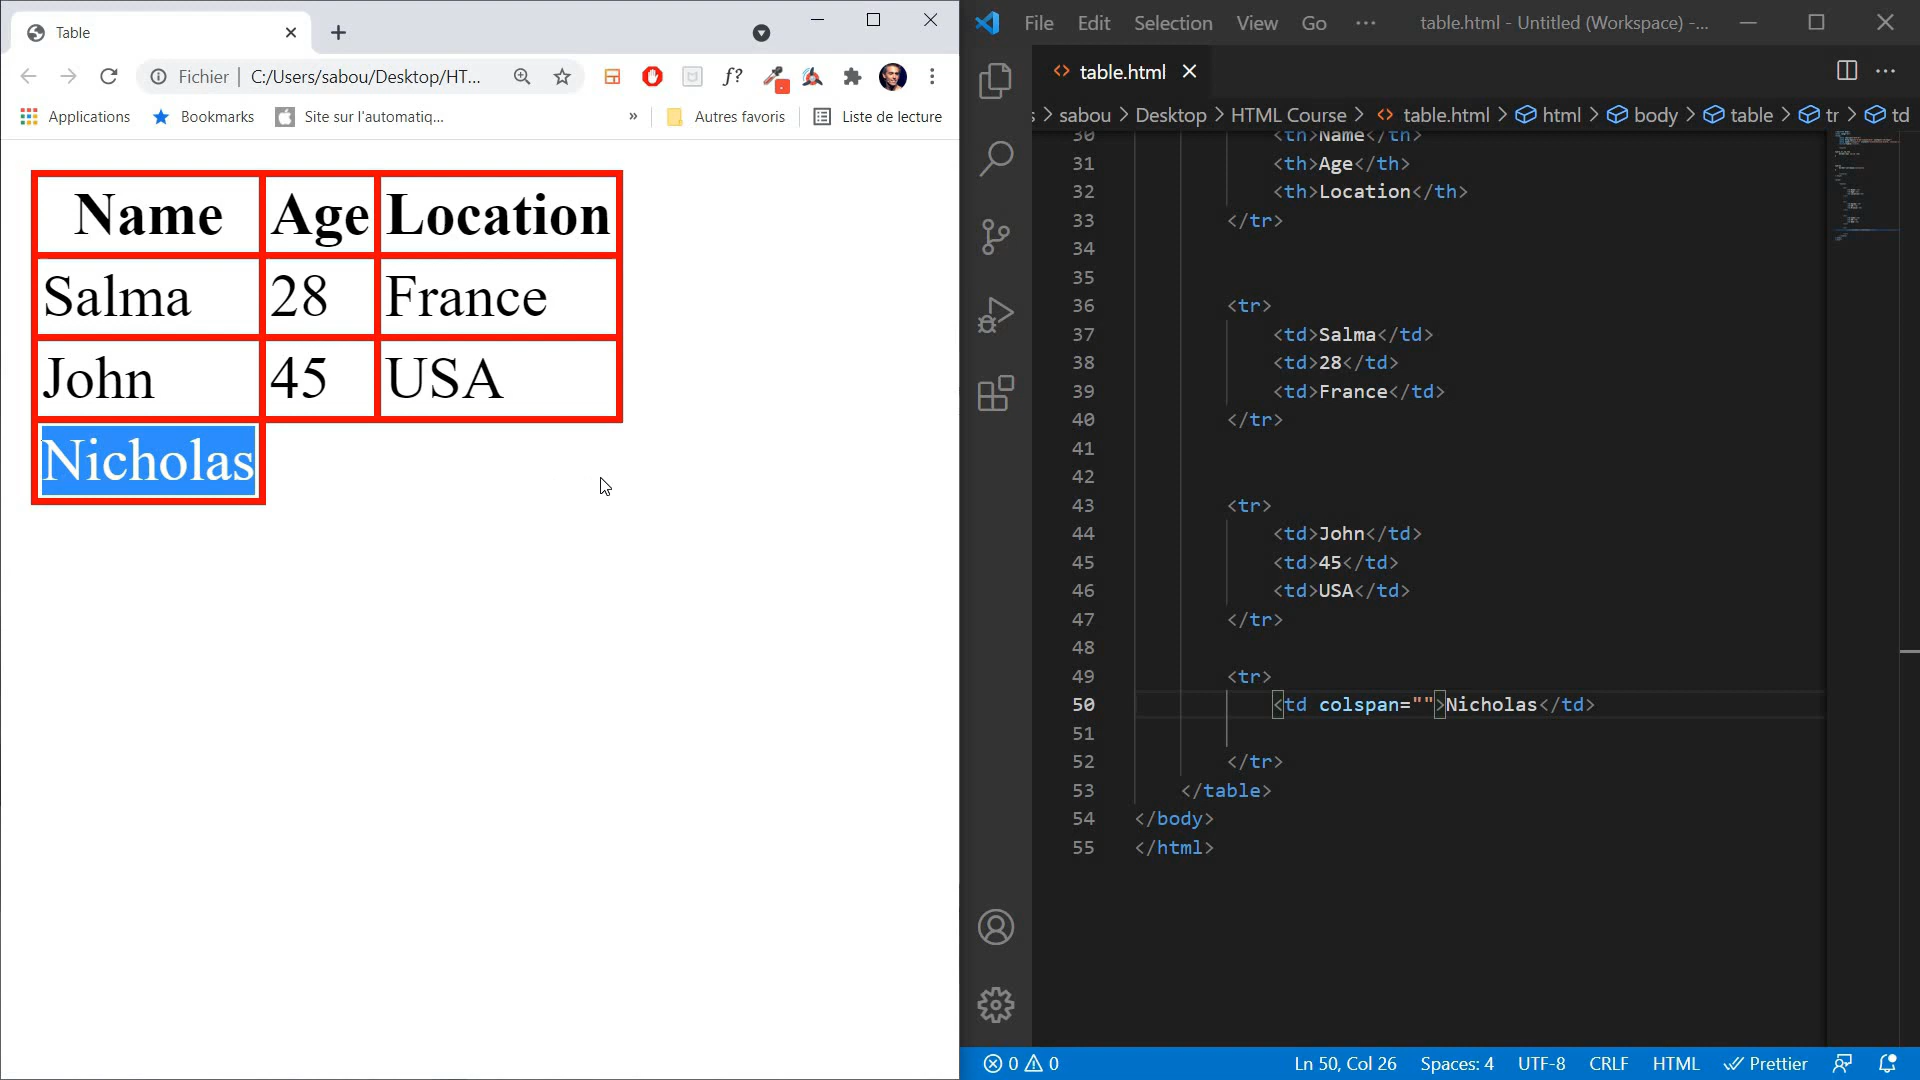 Table
Fichier
C:/Users/sabou/Desktop/HT...
f?
Applications
Bookmarks
Site sur l'automatiq...
»
Autres favoris
Liste de lecture
Name Age Location
Salma 28 France
John 45 USA
Nicholas
File Edit Selection View Go ···
table.html - Untitled (Workspace) -...
table.html
sabou > Desktop > HTML Course > table.html > html > body > table > tr > td
30 <th>Name</th>
31 <th>Age</th>
32 <th>Location</th>
33 </tr>
34
35
36 <tr>
37 <td>Salma</td>
38 <td>28</td>
39 <td>France</td>
40 </tr>
41
42
43 <tr>
44 <td>John</td>
45 <td>45</td>
46 <td>USA</td>
47 </tr>
48
49 <tr>
50 <td colspan="">Nicholas</td>
51
52 </tr>
53 </table>
54 </body>
55 </html>
0 0
Ln 50, Col 26
Spaces: 4
UTF-8
CRLF
HTML
Prettier